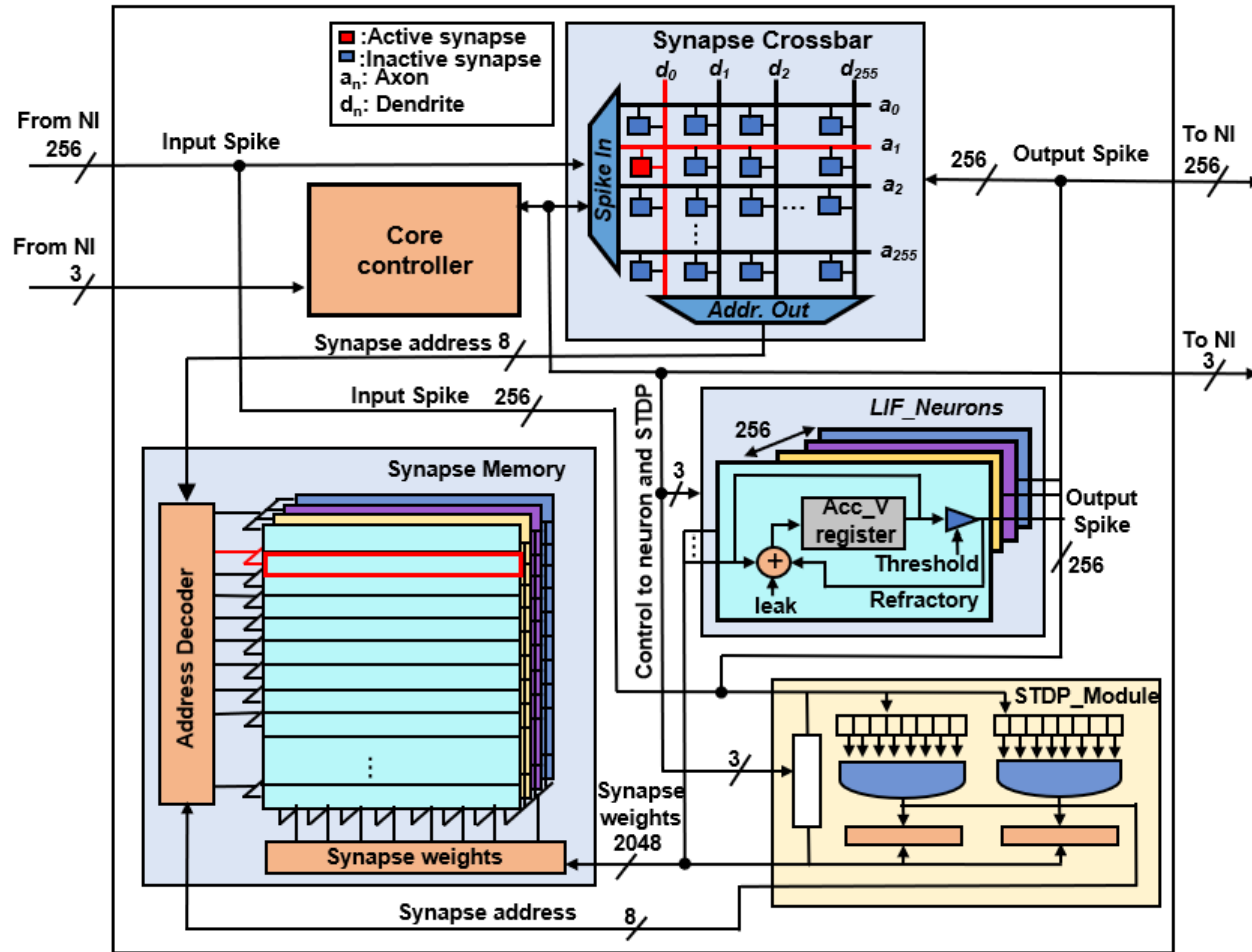 :Active synapse
:Inactive synapse
aₙ: Axon
dₙ: Dendrite
Synapse Crossbar
d₀ d₁ d₂ d₂₅₅
a₀
a₁
a₂
...
a₂₅₅
Spike In
Addr. Out
From NI
256
Input Spike
Core
controller
From NI
3
256
Output Spike
To NI
256
To NI
3
Synapse address 8
Input Spike 256
Control to neuron and STDP
3
LIF_Neurons
256
Acc_V
register
Threshold
leak
Refractory
Output
Spike
256
Synapse Memory
Address Decoder
Synapse weights
Synapse
weights
2048
STDP_Module
3
Synapse address 8